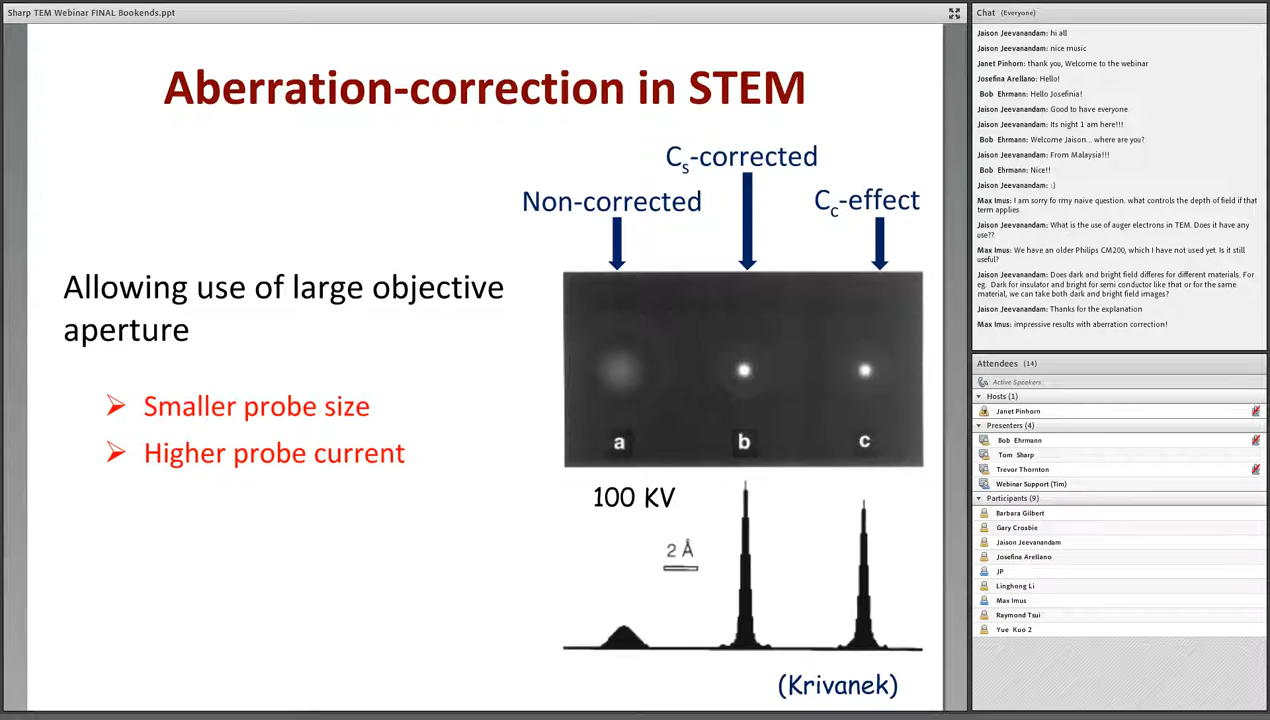 Sharp TEM Webinar FINAL Bookends.ppt
Aberration-correction in STEM
Cs-corrected
Non-corrected
Cc-effect
Allowing use of large objective
aperture
Smaller probe size
Higher probe current
a
b
c
100 KV
2 Å
(Krivanek)
Chat (Everyone)
Jaison Jeevanandam: hi all
Jaison Jeevanandam: nice music
Janet Pinhorn: thank you, Welcome to the webinar
Josefina Arellano: Hello!
Bob Ehrmann: Hello Josefinia!
Jaison Jeevanandam: Good to have everyone
Jaison Jeevanandam: Its night 1 am here!!!
Bob Ehrmann: Welcome Jaison... where are you?
Jaison Jeevanandam: From Malaysia!!!
Bob Ehrmann: Nice!!
Jaison Jeevanandam: :)
Max Imus: I am sorry fo rmy naive question. what controls the depth of field if that
term applies
Jaison Jeevanandam: What is the use of auger electrons in TEM. Does it have any
use??
Max Imus: We have an older Philips CM200, which I have not used yet. Is it still
useful?
Jaison Jeevanandam: Does dark and bright field differes for different materials. For
eg. Dark for insulator and bright for semi conductor like that or for the same
material, we can take both dark and bright field images?
Jaison Jeevanandam: Thanks for the explanation
Max Imus: impressive results with aberration correction!
Attendees (14)
Active Speakers
Hosts (1)
Janet Pinhorn
Presenters (4)
Bob Ehrmann
Tom Sharp
Trevor Thornton
Webinar Support (Tim)
Participants (9)
Barbara Gilbert
Gary Crosbie
Jaison Jeevanandam
Josefina Arellano
JP
Linghong Li
Max Imus
Raymond Tsui
Yue Kuo 2